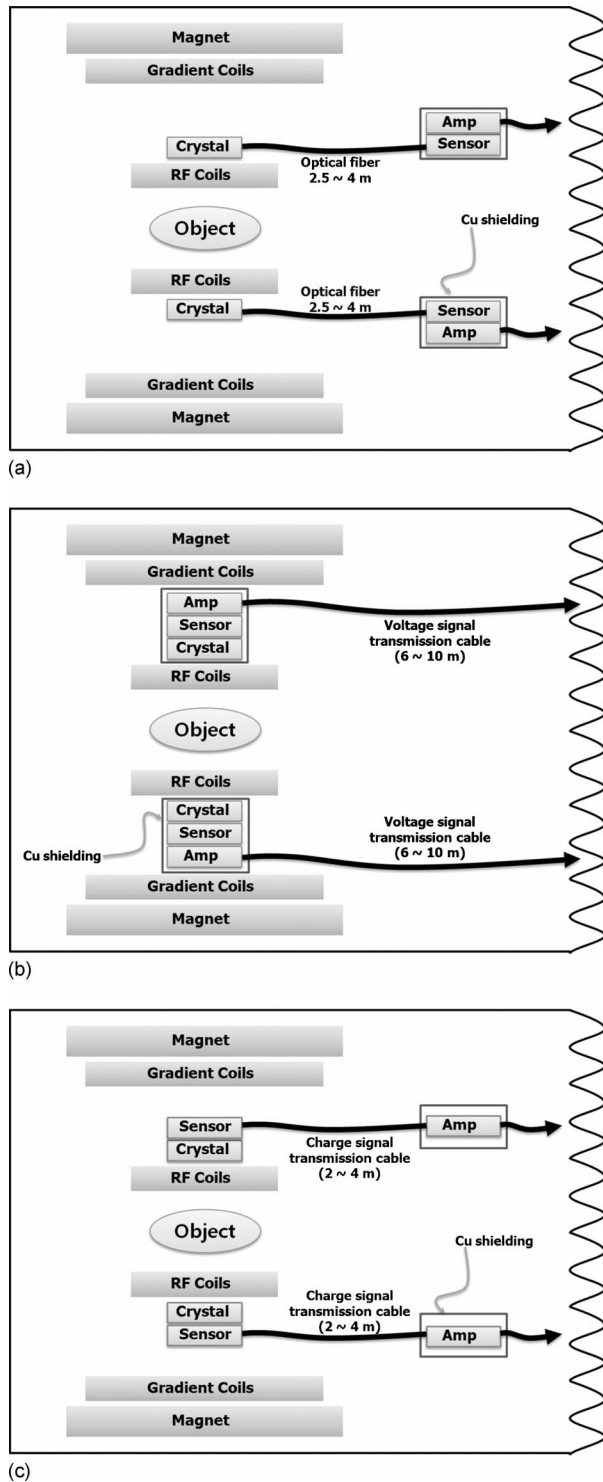 Magnet
Gradient Coils
Amp
Crystal
Sensor
Optical fiber
2.5 ~ 4 m
RF Coils
Object
Cu shielding
RF Coils
Optical fiber
2.5 ~ 4 m
Crystal
Sensor
Amp
Gradient Coils
Magnet
(a)
Magnet
Gradient Coils
Amp
Sensor
Crystal
Voltage signal
transmission cable
(6 ~ 10 m)
RF Coils
Object
RF Coils
Crystal
Sensor
Amp
Voltage signal
transmission cable
(6 ~ 10 m)
Cu shielding
Gradient Coils
Magnet
(b)
Magnet
Gradient Coils
Sensor
Crystal
Amp
Charge signal
transmission cable
(2 ~ 4 m)
RF Coils
Object
Cu shielding
RF Coils
Crystal
Sensor
Charge signal
transmission cable
(2 ~ 4 m)
Amp
Gradient Coils
Magnet
(c)